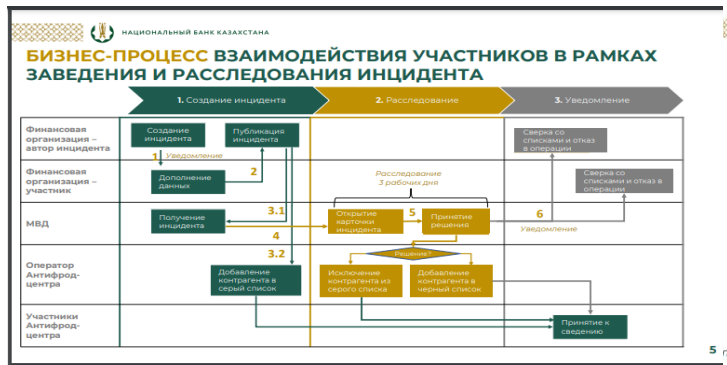 НАЦИОНАЛЬНЫЙ БАНК КАЗАХСТАНА
БИЗНЕС-ПРОЦЕСС ВЗАИМОДЕЙСТВИЯ УЧАСТНИКОВ В РАМКАХ
ЗАВЕДЕНИЯ И РАССЛЕДОВАНИЯ ИНЦИДЕНТА
1. Создание инцидента
2. Расследование
3. Уведомление
Финансовая
организация –
автор инцидента
Создание
инцидента
Публикация
инцидента
Сверка со
списками и отказ
в операции
1
Уведомление
2
Финансовая
организация –
участник
Дополнение
данных
Расследование
3 рабочих дня
Сверка со
списками и отказ в
операции
МВД
Получение
инцидента
3.1
4
Открытие
карточки
инцидента
5
Принятие
решения
6
Уведомление
Оператор
Антифрод-
центра
3.2
Добавление
контрагента в
серый список
Решение?
Исключение
контрагента из
серого списка
Добавление
контрагента в
черный список
Участники
Антифрод-
центра
Принятие к
сведению
5